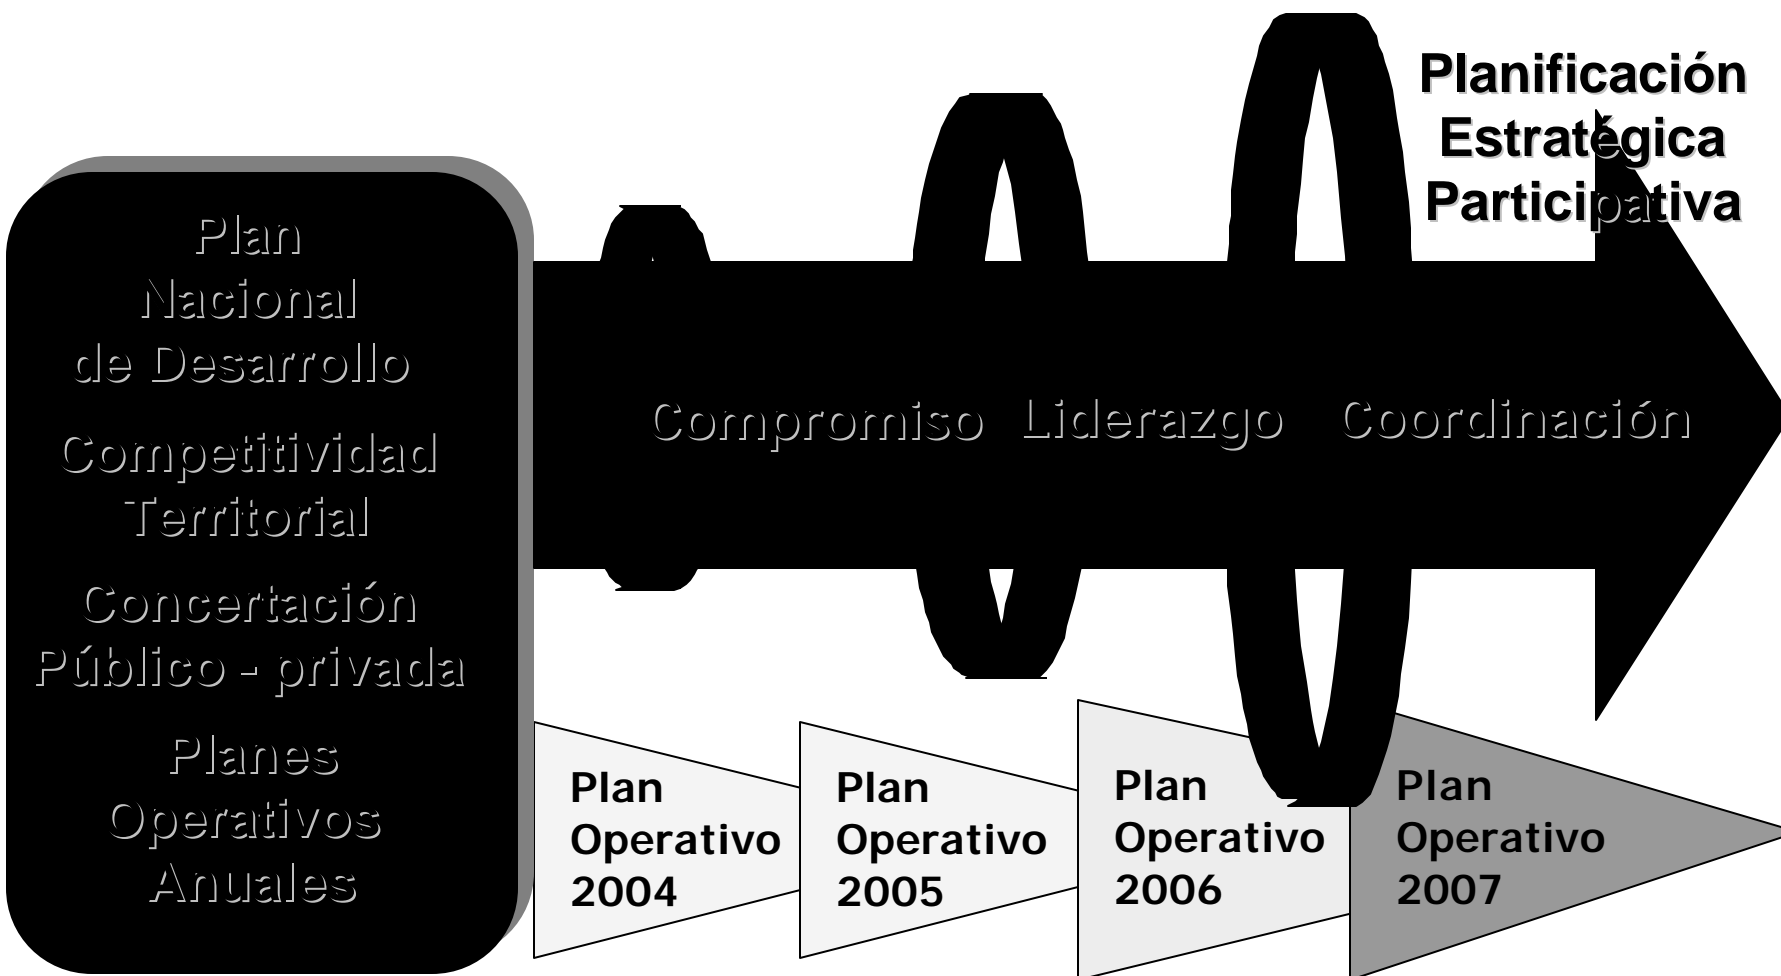 Planificación
Estratégica
Participativa
Plan
Nacional
de Desarrollo
Competitividad
Territorial
Concertación
Público - privada
Planes
Operativos
Anuales
Compromiso
Liderazgo
Coordinación
Plan
Operativo
2004
Plan
Operativo
2005
Plan
Operativo
2006
Plan
Operativo
2007